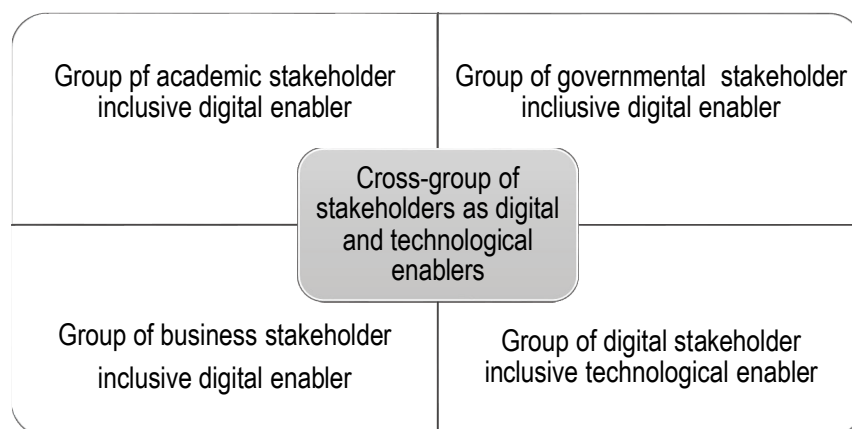 Group pf academic stakeholder
inclusive digital enabler
Group of governmental stakeholder
incliusive digital enabler
Cross-group of
stakeholders as digital
and technological
enablers
Group of business stakeholder
inclusive digital enabler
Group of digital stakeholder
inclusive technological enabler